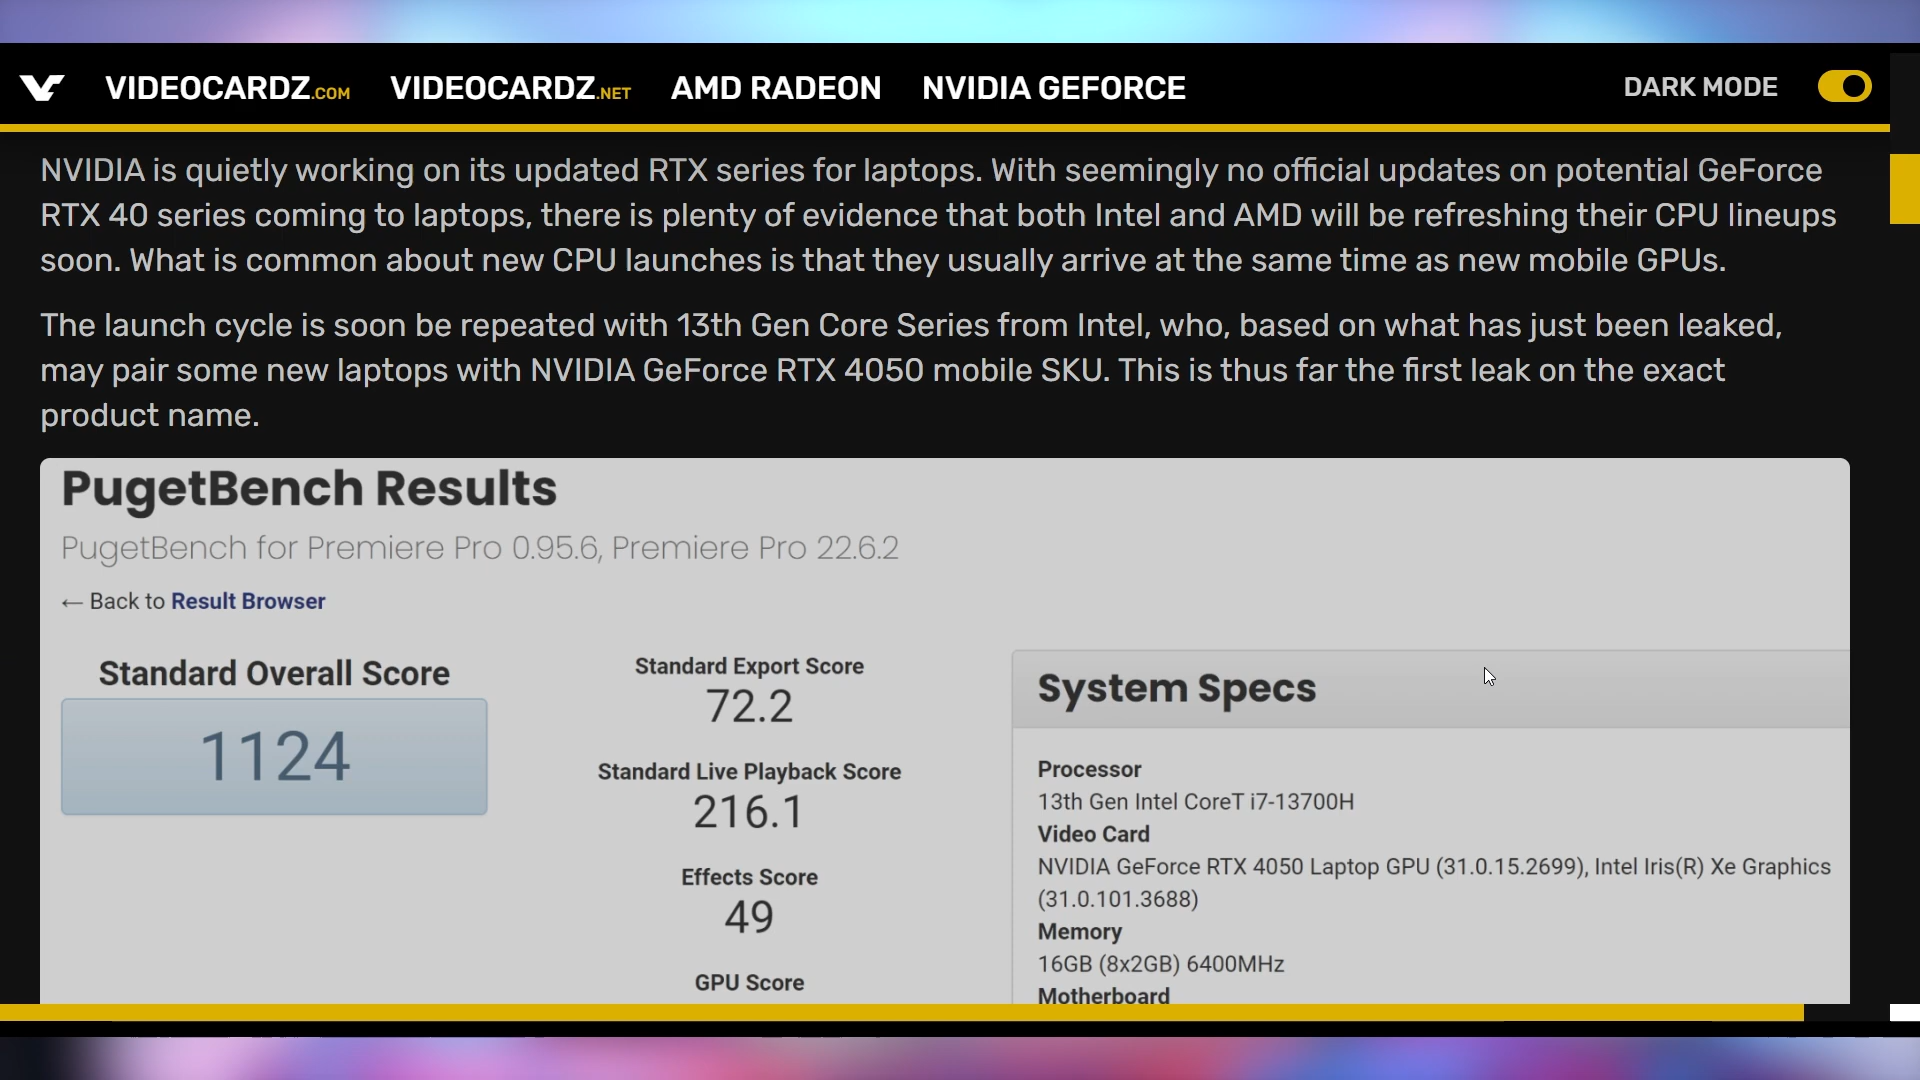 VIDEOCARDZ.COM VIDEOCARDZ.NET AMD RADEON NVIDIA GEFORCE DARK MODE
NVIDIA is quietly working on its updated RTX series for laptops. With seemingly no official updates on potential GeForce
RTX 40 series coming to laptops, there is plenty of evidence that both Intel and AMD will be refreshing their CPU lineups
soon. What is common about new CPU launches is that they usually arrive at the same time as new mobile GPUs.
The launch cycle is soon be repeated with 13th Gen Core Series from Intel, who, based on what has just been leaked,
may pair some new laptops with NVIDIA GeForce RTX 4050 mobile SKU. This is thus far the first leak on the exact
product name.
PugetBench Results
PugetBench for Premiere Pro 0.95.6, Premiere Pro 22.6.2
← Back to Result Browser
Standard Overall Score
1124
Standard Export Score
72.2
Standard Live Playback Score
216.1
Effects Score
49
GPU Score
System Specs
Processor
13th Gen Intel CoreT i7-13700H
Video Card
NVIDIA GeForce RTX 4050 Laptop GPU (31.0.15.2699), Intel Iris(R) Xe Graphics
(31.0.101.3688)
Memory
16GB (8x2GB) 6400MHz
Motherboard